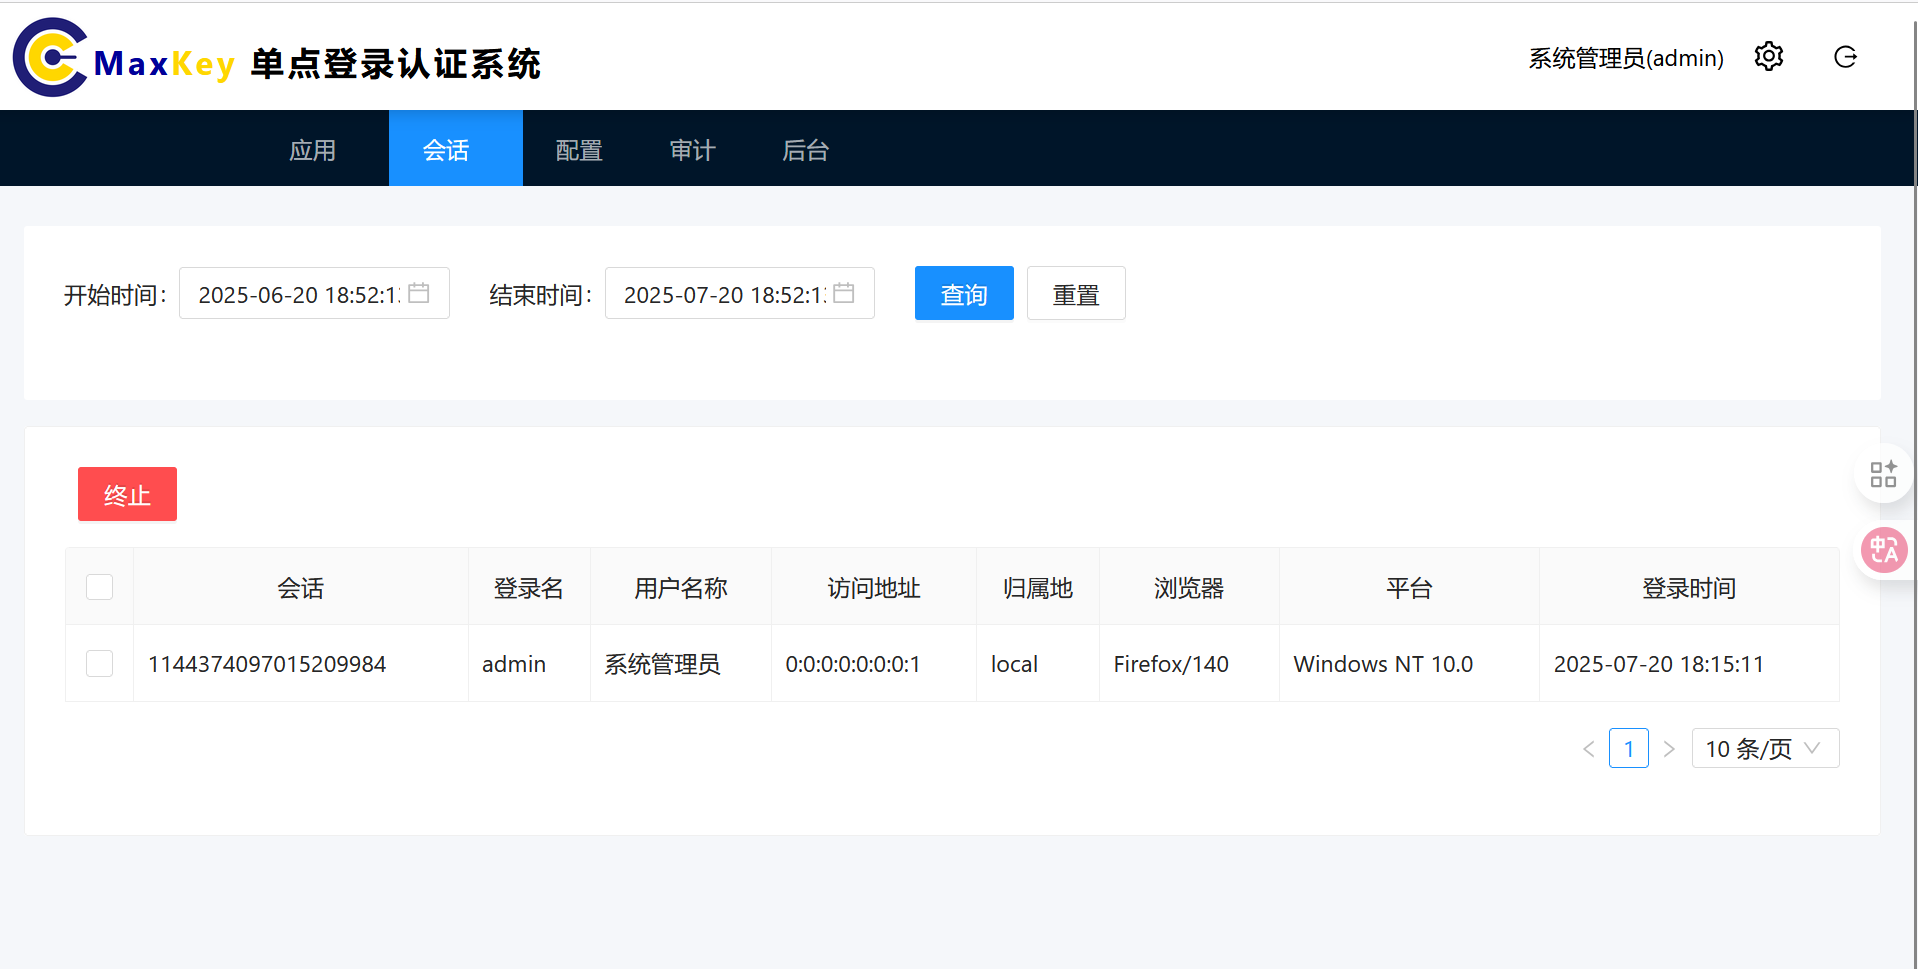 MaxKey 单点登录认证系统
系统管理员(admin)
应用 会话 配置 审计 后台
开始时间: 2025-06-20 18:52:1 结束时间: 2025-07-20 18:52:1 查询 重置
终止
会话 登录名 用户名称 访问地址 归属地 浏览器 平台 登录时间
1144374097015209984 admin 系统管理员 0:0:0:0:0:0:0:1 local Firefox/140 Windows NT 10.0 2025-07-20 18:15:11
1 10 条/页
中A